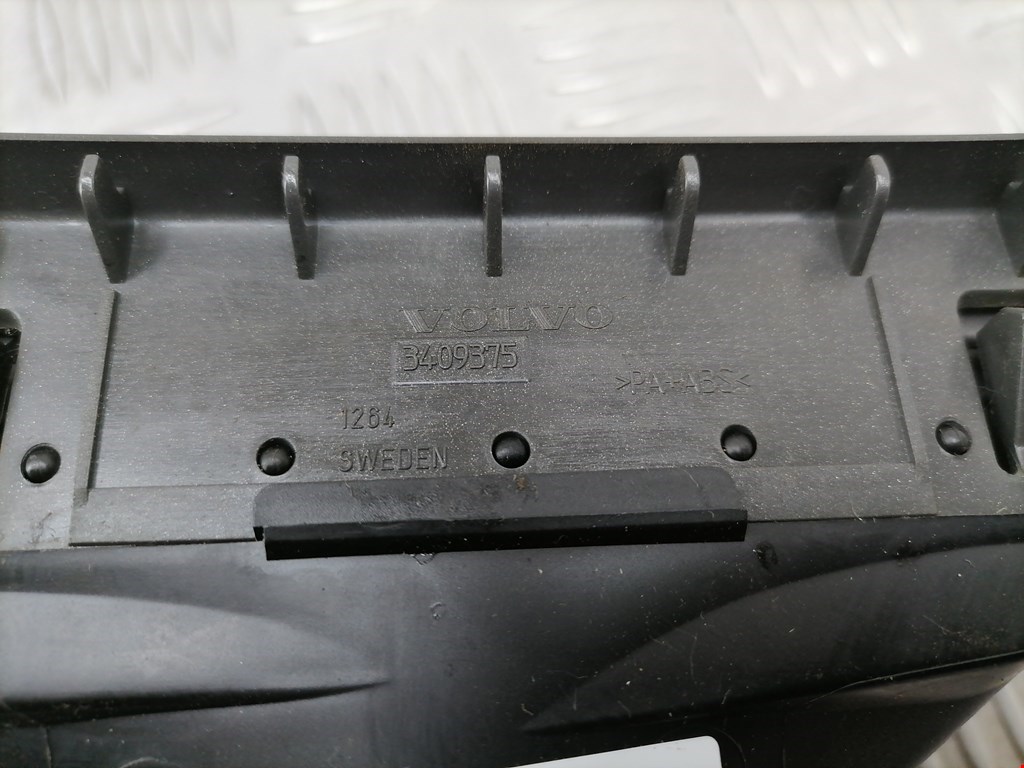 VOLVO
3409375
>PA+ABS<
1264
SWEDEN